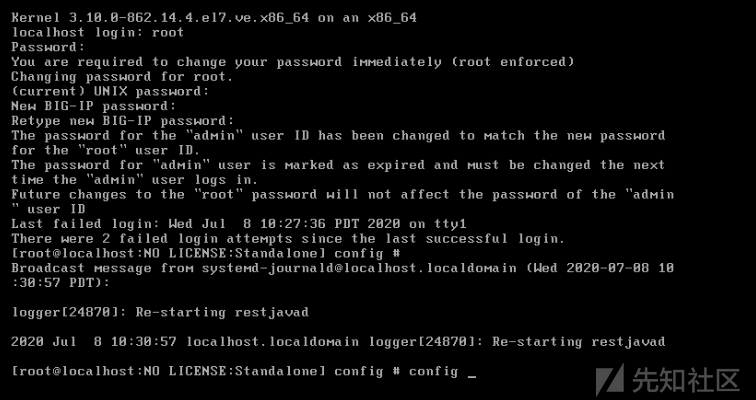 Kernel 3.10.0-862.14.4.el7.ve.x86_64 on an x86_64
localhost login: root
Password:
You are required to change your password immediately (root enforced)
Changing password for root.
(current) UNIX password:
New BIG-IP password:
Retype new BIG-IP password:
The password for the "admin" user ID has been changed to match the new password
for the "root" user ID.
The password for "admin" user is marked as expired and must be changed the next
time the "admin" user logs in.
Future changes to the "root" password will not affect the password of the "admin
" user ID
Last failed login: Wed Jul  8 10:27:36 PDT 2020 on tty1
There were 2 failed login attempts since the last successful login.
[root@localhost:NO LICENSE:Standalone] config #
Broadcast message from systemd-journald@localhost.localdomain (Wed 2020-07-08 10
:30:57 PDT):
logger[24870]: Re-starting restjavad
2020 Jul  8 10:30:57 localhost.localdomain logger[24870]: Re-starting restjavad
[root@localhost:NO LICENSE:Standalone] config # config _
先知社区